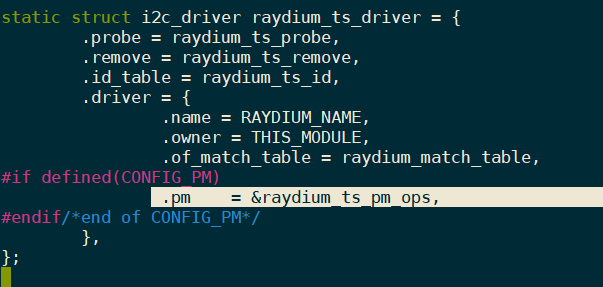 static struct i2c_driver raydium_ts_driver = {
        .probe = raydium_ts_probe,
        .remove = raydium_ts_remove,
        .id_table = raydium_ts_id,
        .driver = {
                .name = RAYDIUM_NAME,
                .owner = THIS_MODULE,
                .of_match_table = raydium_match_table,
#if defined(CONFIG_PM)
                .pm    = &raydium_ts_pm_ops,
#endif/*end of CONFIG_PM*/
        },
};